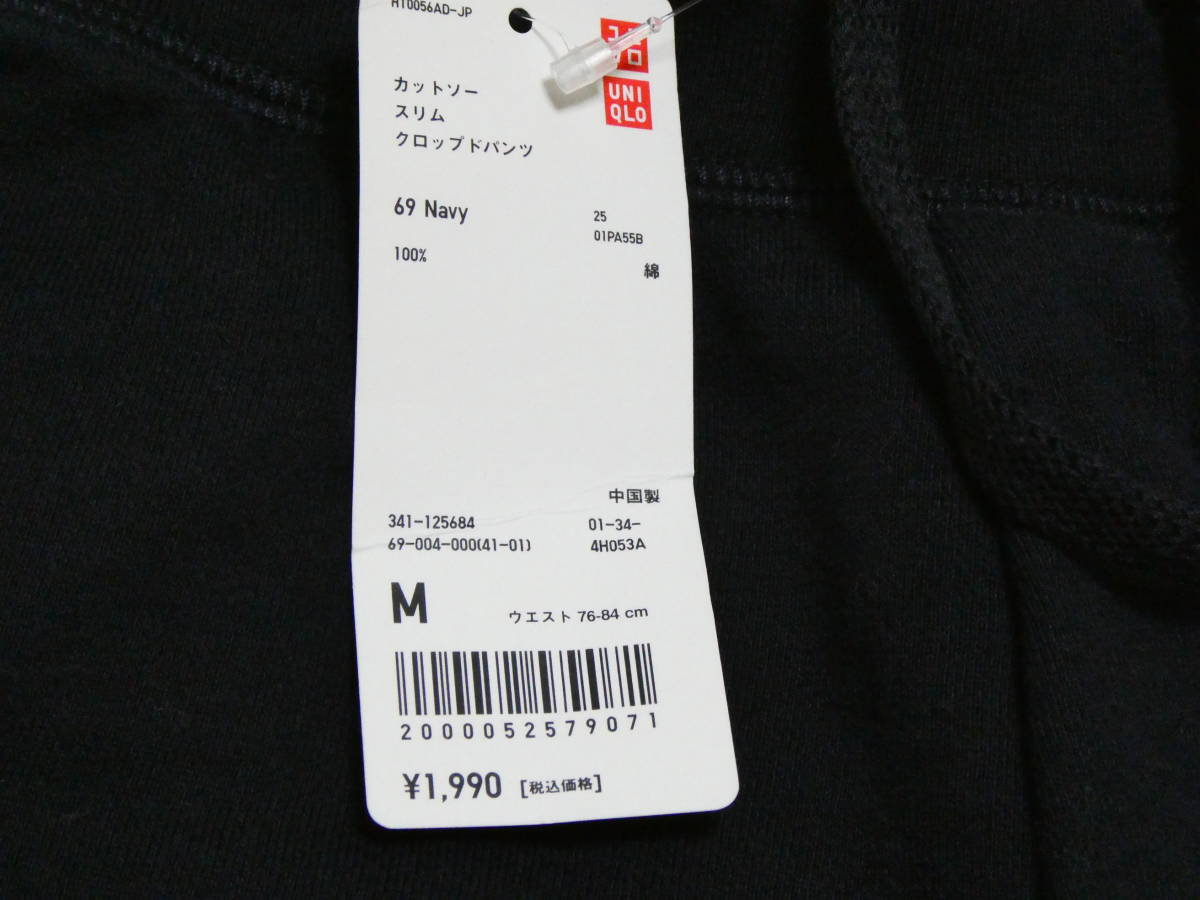 HT0056AD-JP
ユニ
クロ
UNI
QLO
カットソー
スリム
クロップドパンツ
69 Navy
25
01PA55B
100%
綿
中国製
341-125684
01-34-
69-004-000(41-01)
4H053A
M
ウエスト 76-84 cm
2000052579071
¥1,990 [税込価格]